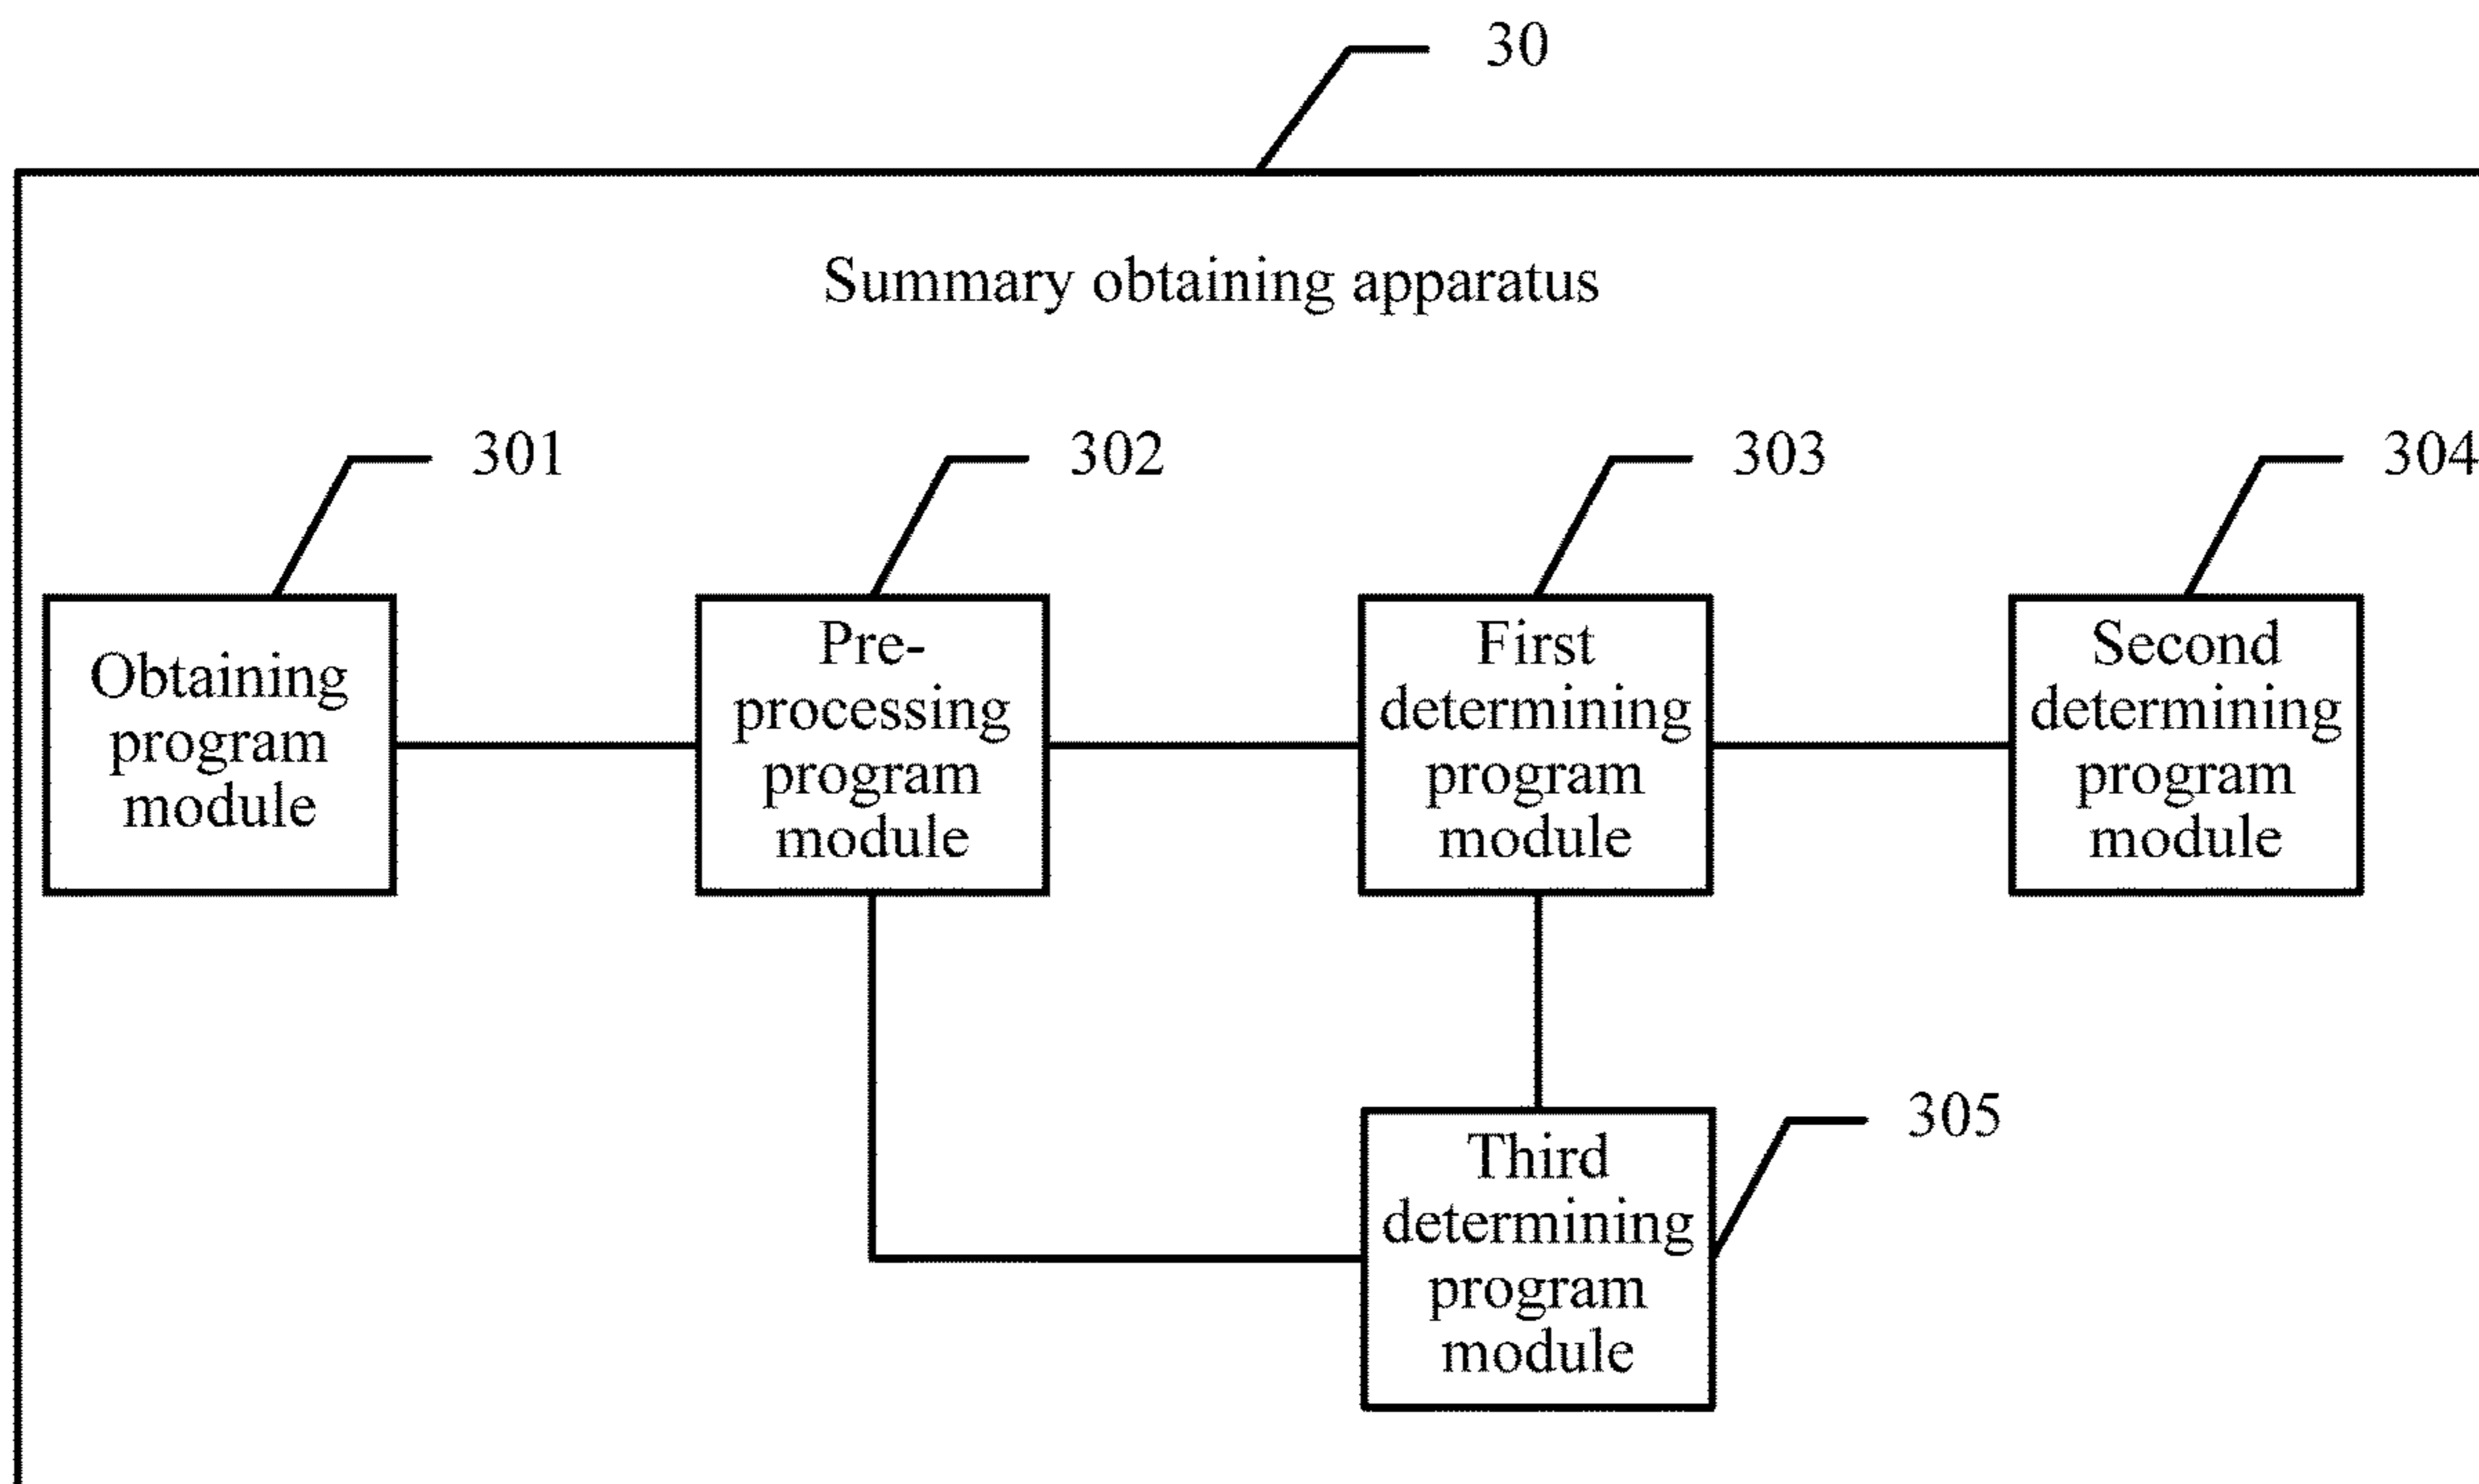 30
Summary obtaining apparatus
301
302
303
304
Obtaining
program
module
Pre-
processing
program
module
First
determining
program
module
Second
determining
program
module
305
Third
determining
program
module